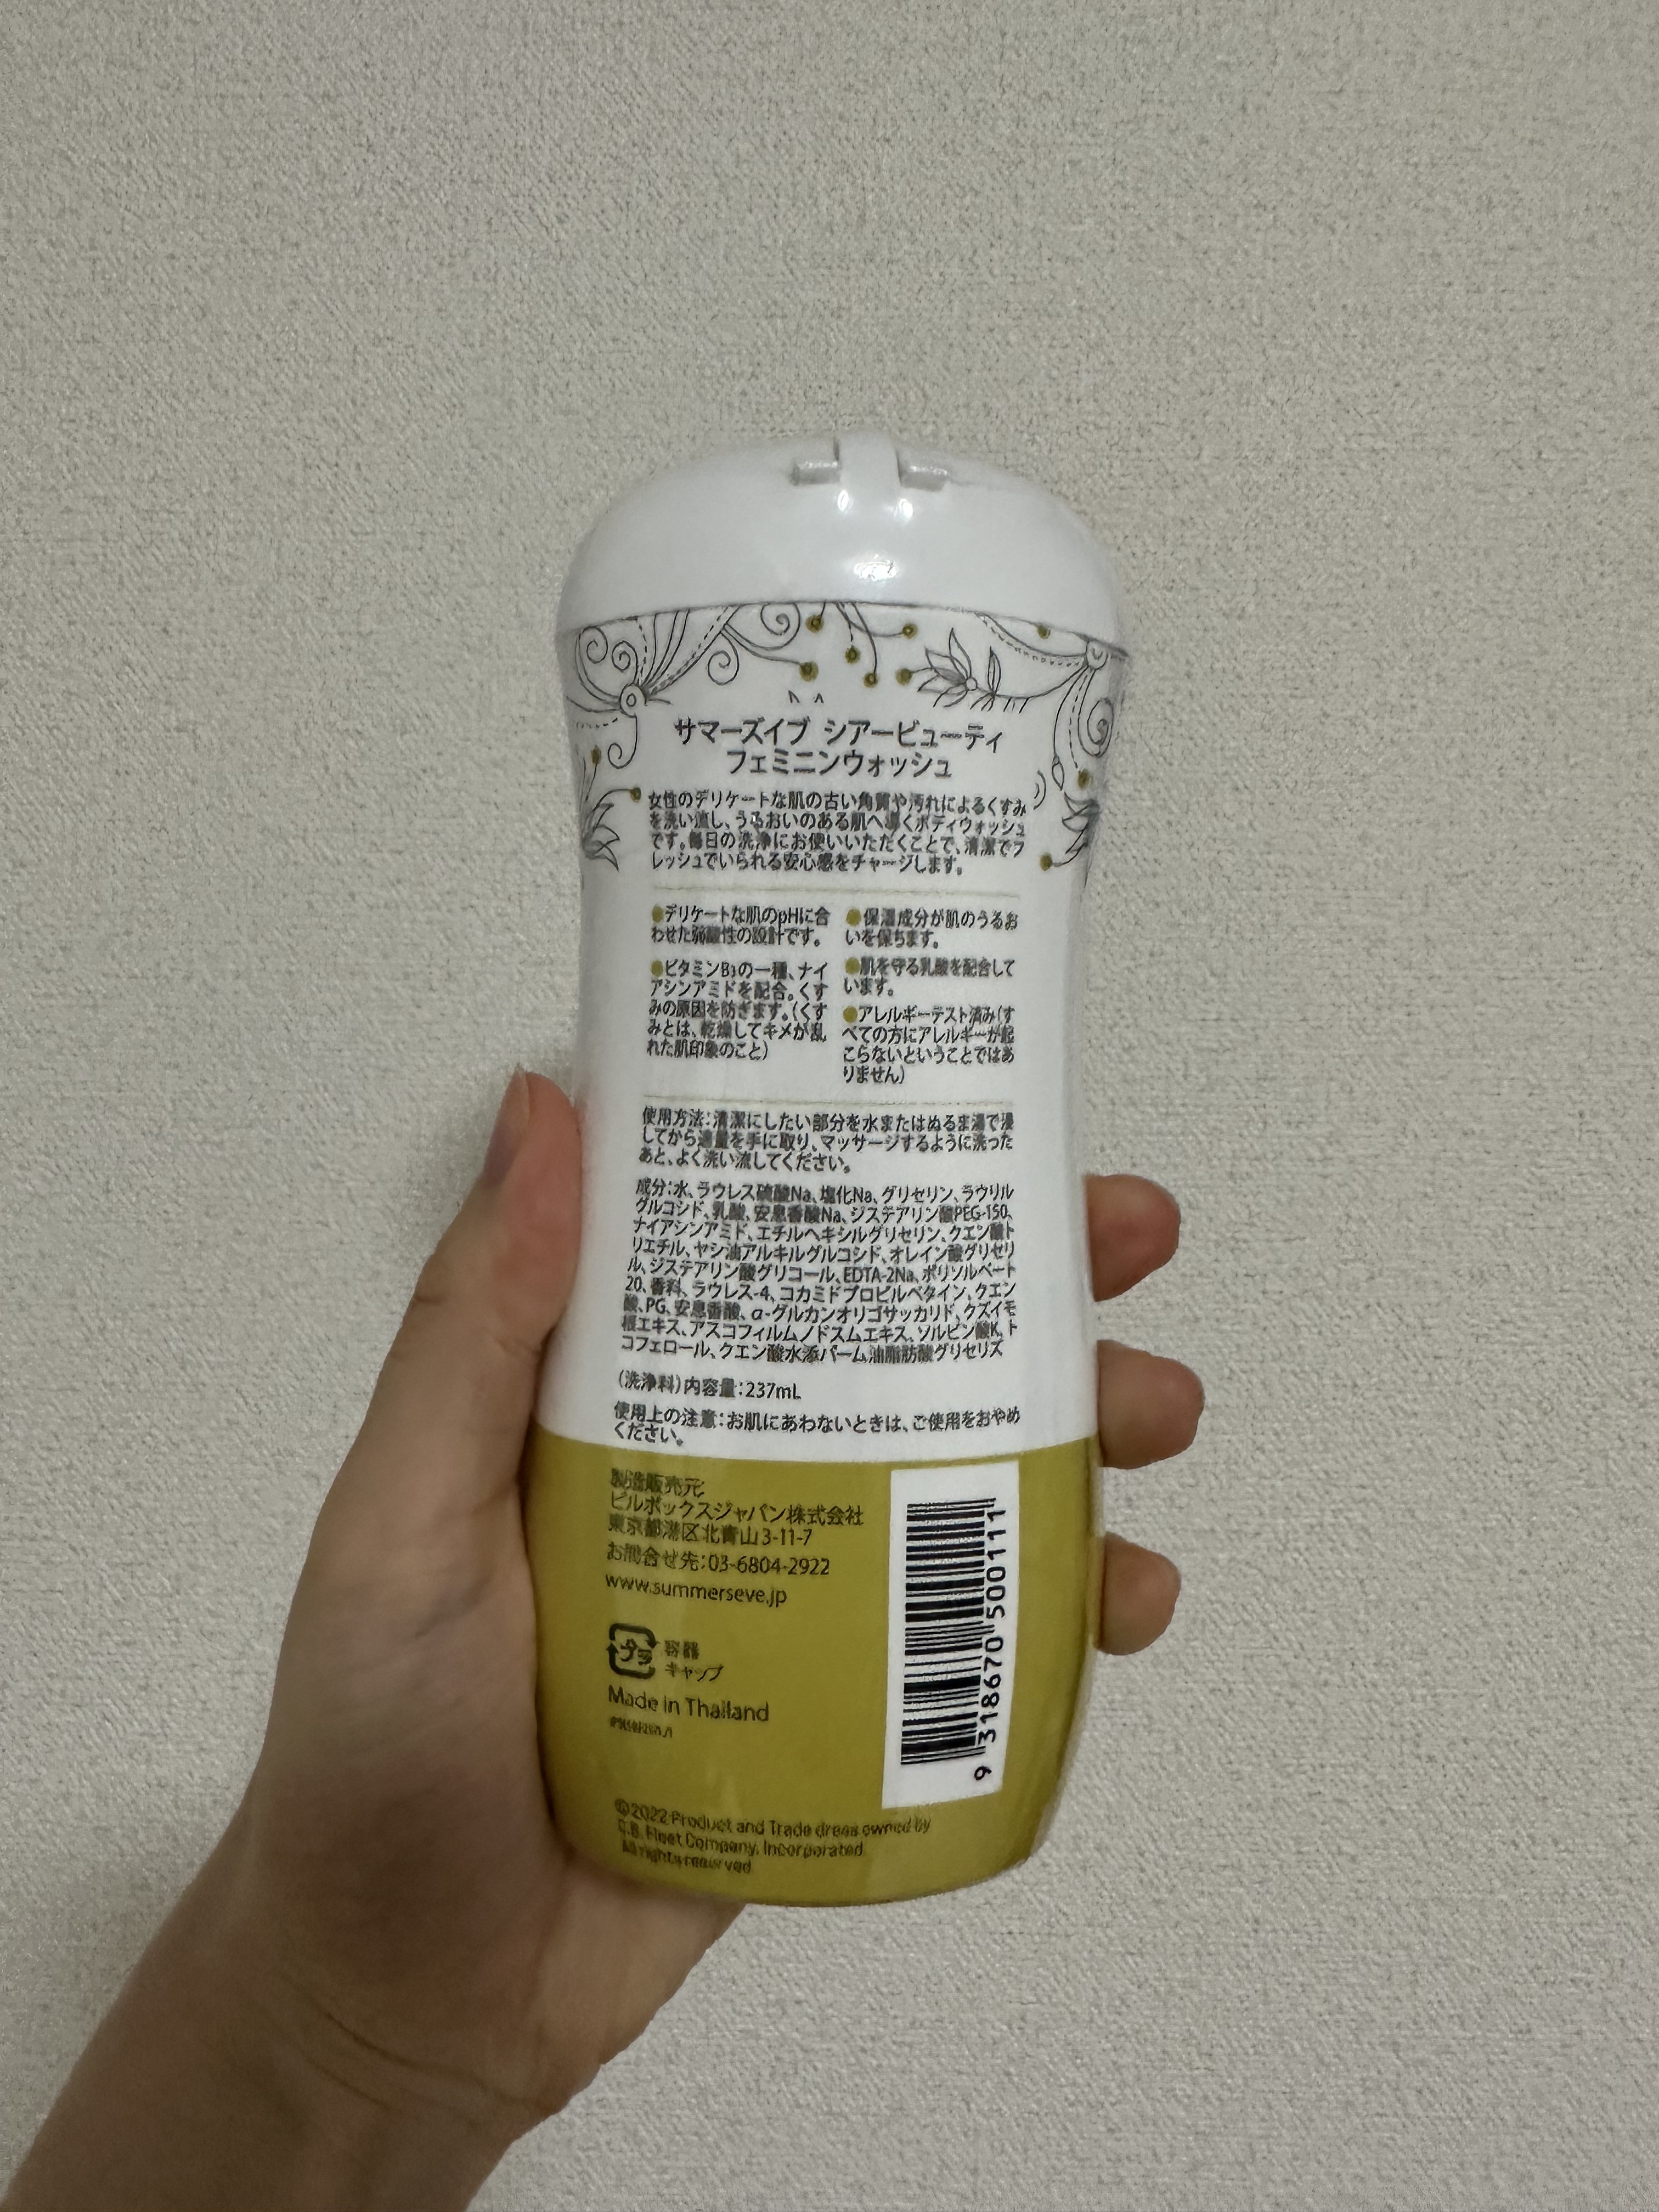 サマーズイブ シアービューティ
フェミニンウォッシュ
女性のデリケートな肌の古い角質や汚れによるくすみ
を洗い流し、うるおいのある肌へ導くボディウォッシュ
です。毎日の洗浄にお使いいただくことで、清潔でフ
レッシュでいられる安心感をチャージします。
●デリケートな肌のpHに合
わせた弱酸性の設計です。
●ビタミンB₃の一種、ナイ
アシンアミドを配合。くす
みの原因を防ぎます。(くす
みとは、乾燥してキメが乱
れた肌印象のこと)
●保湿成分が肌のうるお
いを保ちます。
●肌を守る乳酸を配合して
います。
●アレルギーテスト済み(す
べての方にアレルギーが起
こらないということではあ
りません)
使用方法:清潔にしたい部分を水またはぬるま湯で浸
してから適量を手に取り、マッサージするように洗った
あと、よく洗い流してください。
成分:水、ラウレス硫酸Na、塩化Na、グリセリン、ラウリル
グルコシド、乳酸、安息香酸Na、ジステアリン酸PEG-150、
ナイアシンアミド、エチルヘキシルグリセリン、クエン酸ト
リエチル、ヤシ油アルキルグルコシド、オレイン酸グリセリ
ル、ジステアリン酸グリコール、EDTA-2Na、ポリソルベート
20、香料、ラウレス-4、コカミドプロピルベタイン、クエン
酸、PG、安息香酸、α-グルカンオリゴサッカリド、クズイモ
根エキス、アスコフィルムノドスムエキス、ソルビン酸K、ト
コフェロール、クエン酸水添パーム油脂肪酸グリセリズ
(洗浄料)内容量:237mL
使用上の注意:お肌にあわないときは、ご使用をおやめ
ください。
製造販売元
ピルボックスジャパン株式会社
東京都港区北青山3-11-7
お問合せ先:03-6804-2922
www.summerseve.jp
プラ
容器
キャップ
Made in Thailand
9 318670 500111
©2022 Product and Trade dress owned by
C.B. Fleet Company, Incorporated
All rights reserved